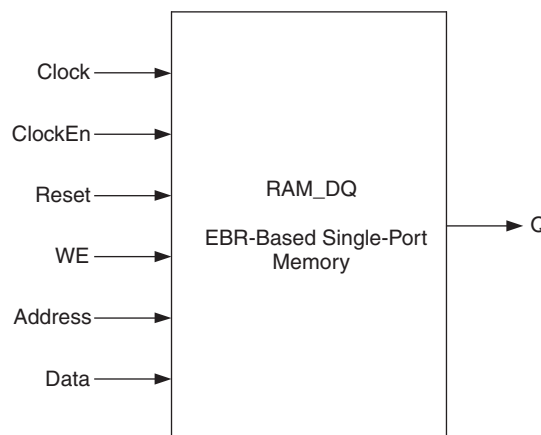 Clock
ClockEn
Reset
WE
Address
Data
RAM_DQ
EBR-Based Single-Port
Memory
Q